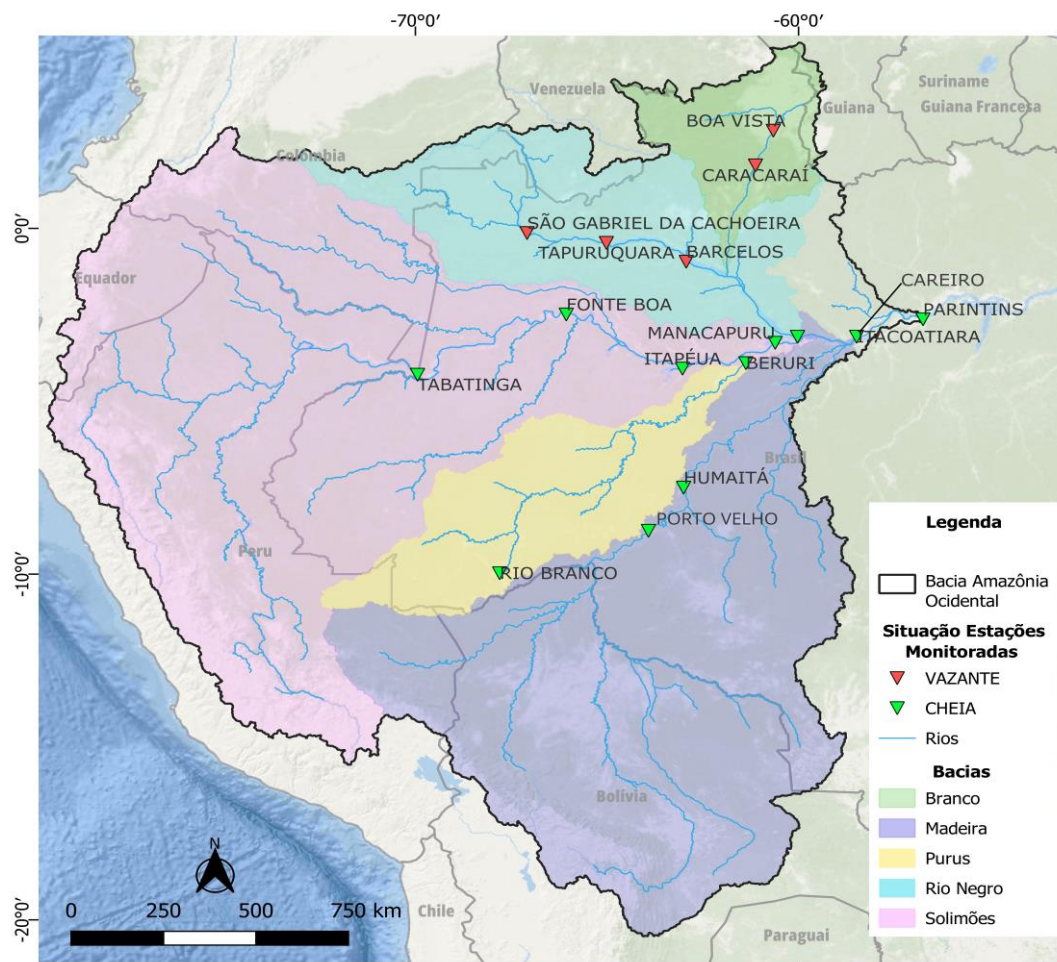 -70°0'
-60°0'
Venezuela
Suriname
Guiana
Guiana Francesa
BOA VISTA
Colômbia
CARACARAÍ
0°0'
SÃO GABRIEL DA CACHOEIRA
TAPURUQUARA
BARCELOS
Equador
CAREIRO
FONTE BOA
PARINTINS
MANACAPURU
ITACOATIARA
ITAPÉUA
BERURI
TABATINGA
Brasil
HUMAITÁ
PORTO VELHO
Peru
-10°0'
RIO BRANCO
Bolívia
N
0 250 500 750 km
Chile
-20°0'
Paraguai
Legenda
Bacia Amazônia
Ocidental
Situação Estações
Monitoradas
VAZANTE
CHEIA
Rios
Bacias
Branco
Madeira
Purus
Rio Negro
Solimões